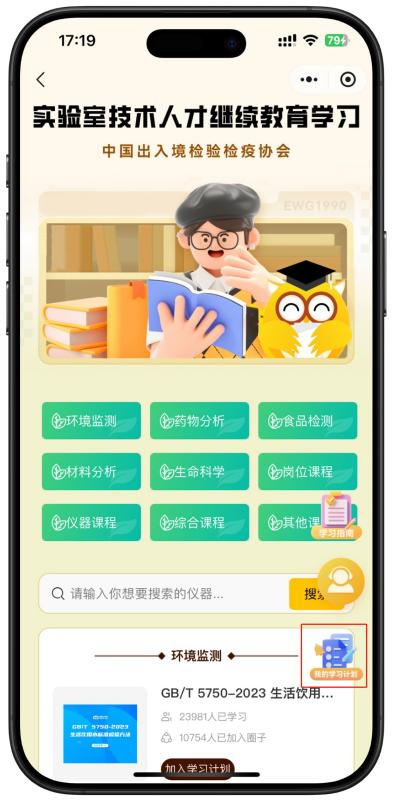 17:19
79
实验室技术人才继续教育学习
中国出入境检验检疫协会
EWG1990
环境监测
药物分析
食品检测
材料分析
生命科学
岗位课程
仪器课程
综合课程
其他课
学习指南
请输入你想要搜索的仪器...
搜索
环境监测
我的学习计划
GB/T 5750-2023 生活饮用...
GB/T 5750-2023
生活饮用水标准检验方法
23981人已学习
10754人已加入圈子
加入学习计划